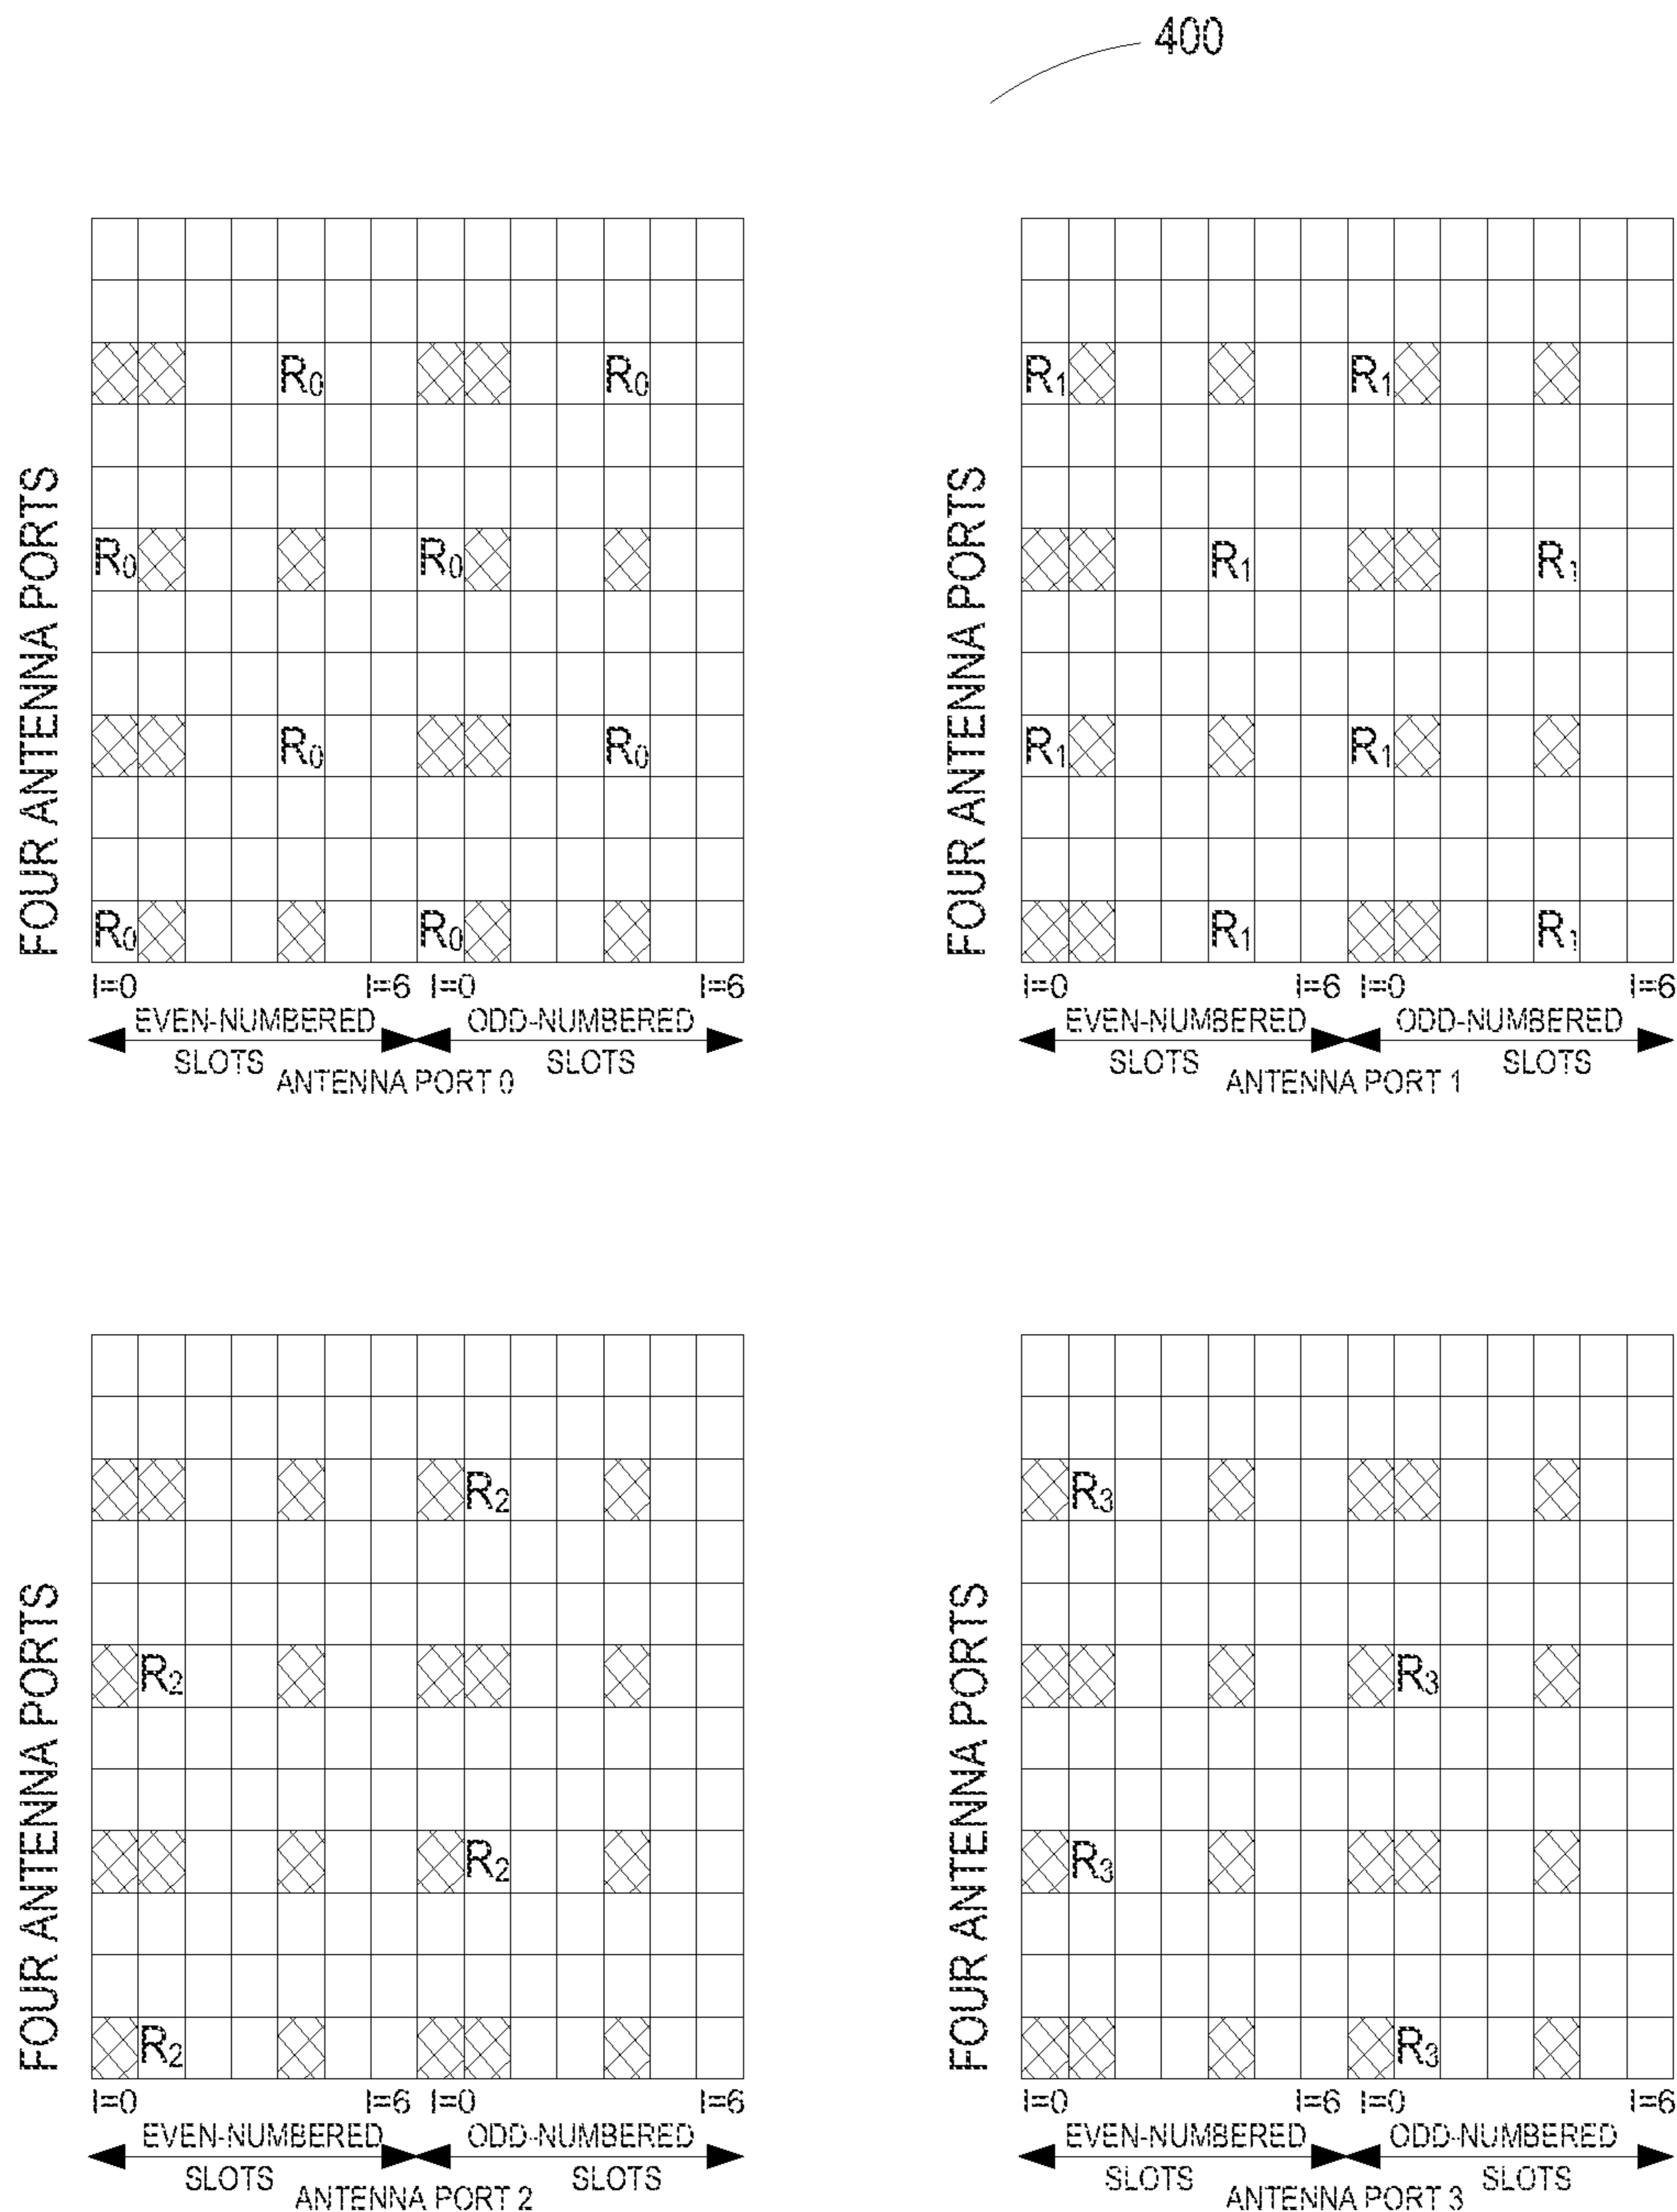 400
FOUR ANTENNA PORTS
R0 R0
R0 R0
R0 R0
R0 R0
l=0 l=6 l=0 l=6
EVEN-NUMBERED SLOTS ODD-NUMBERED SLOTS
ANTENNA PORT 0
FOUR ANTENNA PORTS
R1 R1
R1 R1
R1 R1
R1 R1
l=0 l=6 l=0 l=6
EVEN-NUMBERED SLOTS ODD-NUMBERED SLOTS
ANTENNA PORT 1
FOUR ANTENNA PORTS
R2
R2
R2
R2
l=0 l=6 l=0 l=6
EVEN-NUMBERED SLOTS ODD-NUMBERED SLOTS
ANTENNA PORT 2
FOUR ANTENNA PORTS
R3
R3
R3
R3
l=0 l=6 l=0 l=6
EVEN-NUMBERED SLOTS ODD-NUMBERED SLOTS
ANTENNA PORT 3